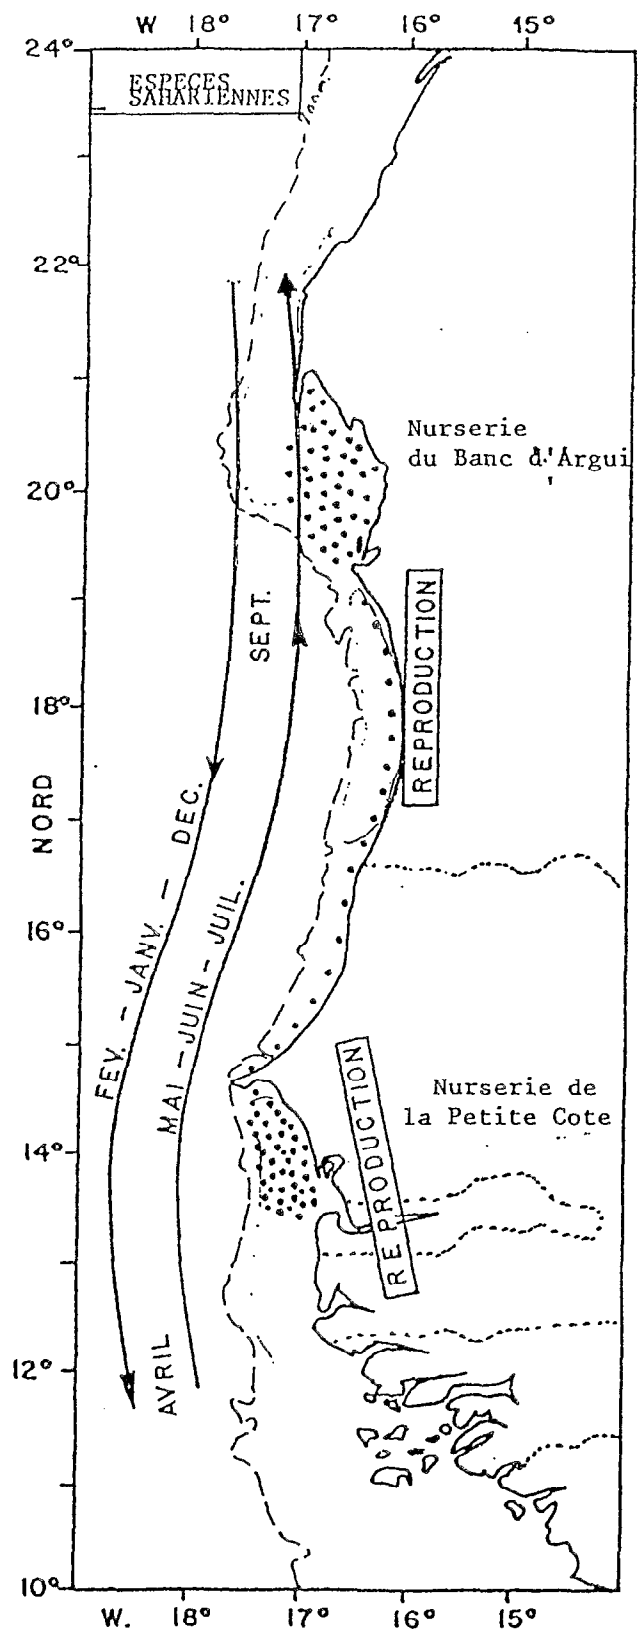 W 18° 17° 16° 15°
24°
ESPECES
SAHARIENNES
22°
Nurserie
du Banc d'Argui
20°
SEPT.
REPRODUCTION
18°
NORD
DEC.
FEV. - JANV. -
MAI - JUIN - JUIL.
16°
REPRODUCTION
Nurserie de
la Petite Cote
14°
12°
AVRIL
10°
W. 18° 17° 16° 15°